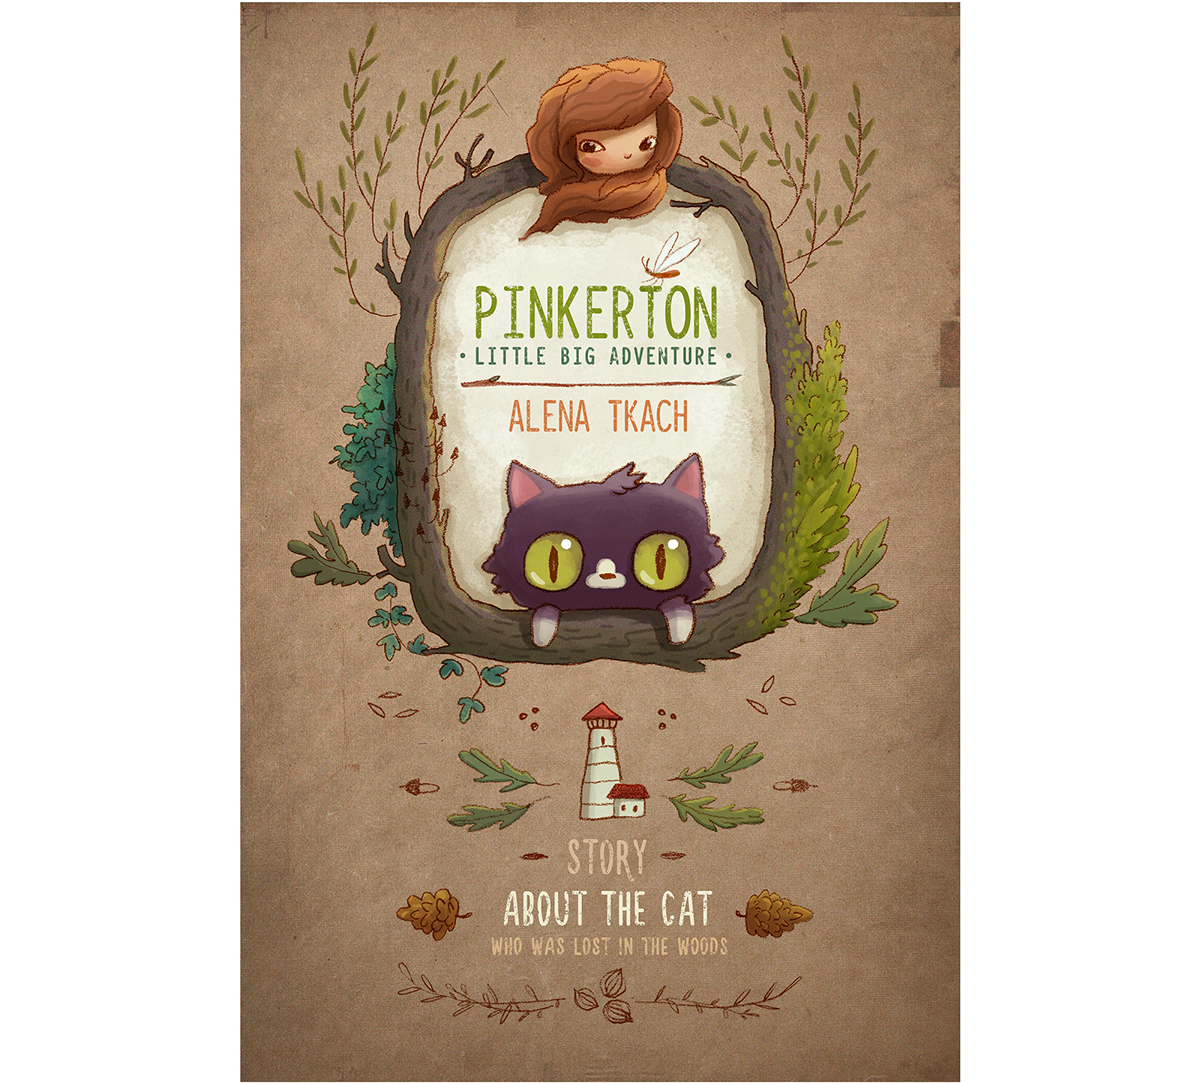 PINKERTON
• LITTLE BIG ADVENTURE •
ALENA TKACH
STORY
ABOUT THE CAT
WHO WAS LOST IN THE WOODS